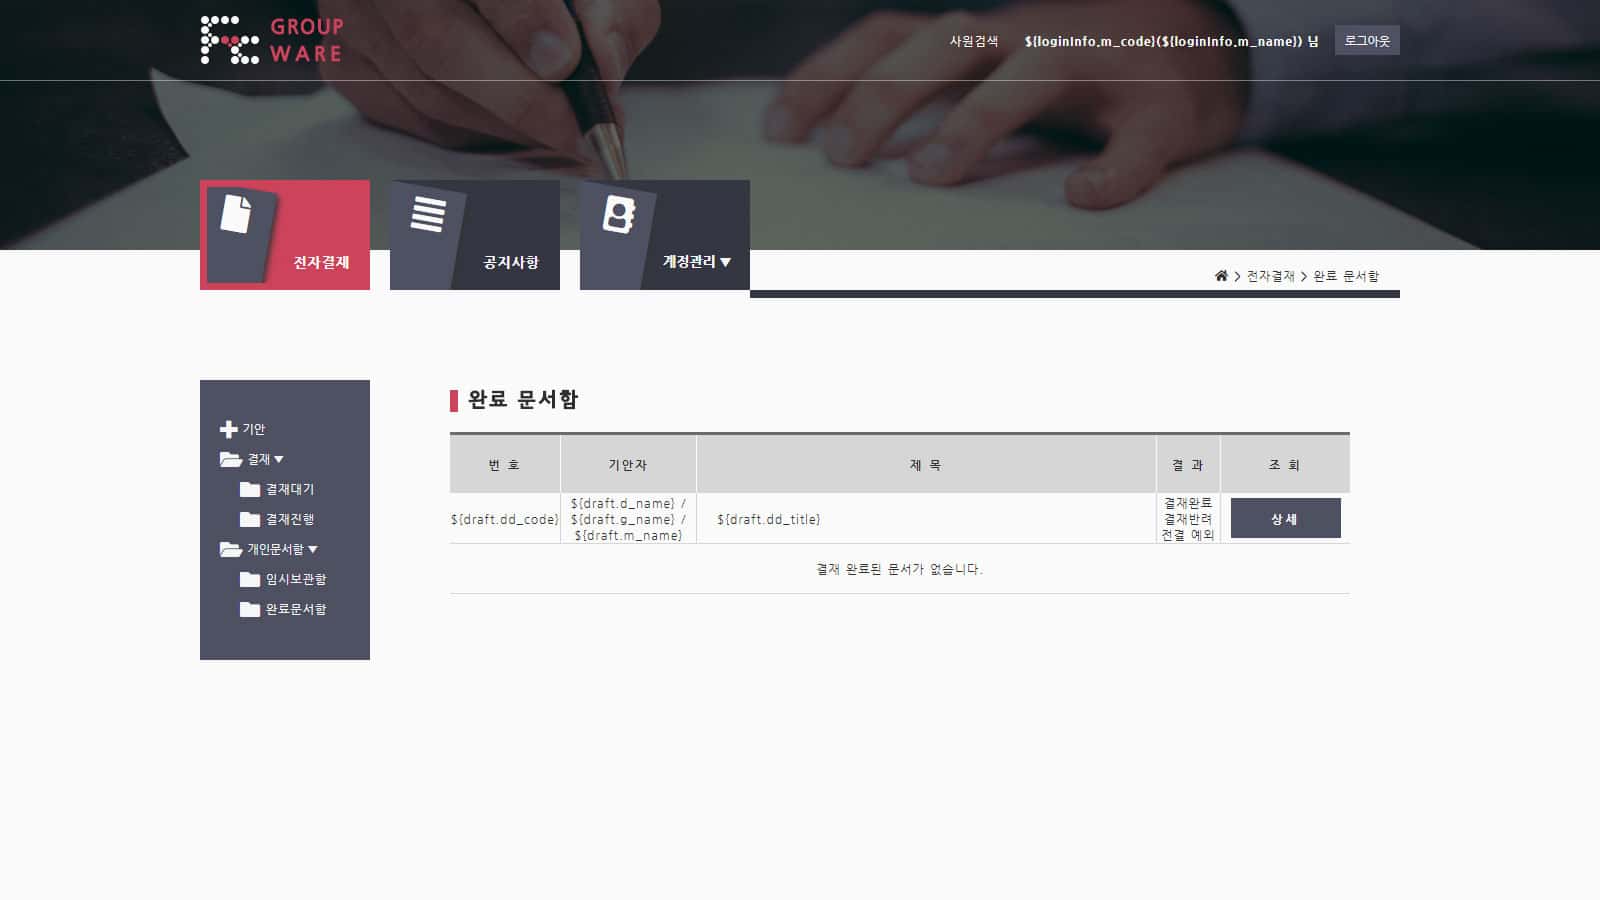 GROUP
WARE
사원검색 ${loginInfo.m_code}(${loginInfo.m_name}) 님 로그아웃
전자결재 공지사항 계정관리 ▼
> 전자결재 > 완료 문서함
기안
결재 ▼
결재대기
결재진행
개인문서함 ▼
임시보관함
완료문서함
완료 문서함
번 호 기안자 제 목 결 과 조 회
${draft.dd_code} ${draft.d_name} / ${draft.dd_title} 결재완료 상세
${draft.g_name} / 결재반려
${draft.m_name} 전결 예외
결재 완료된 문서가 없습니다.